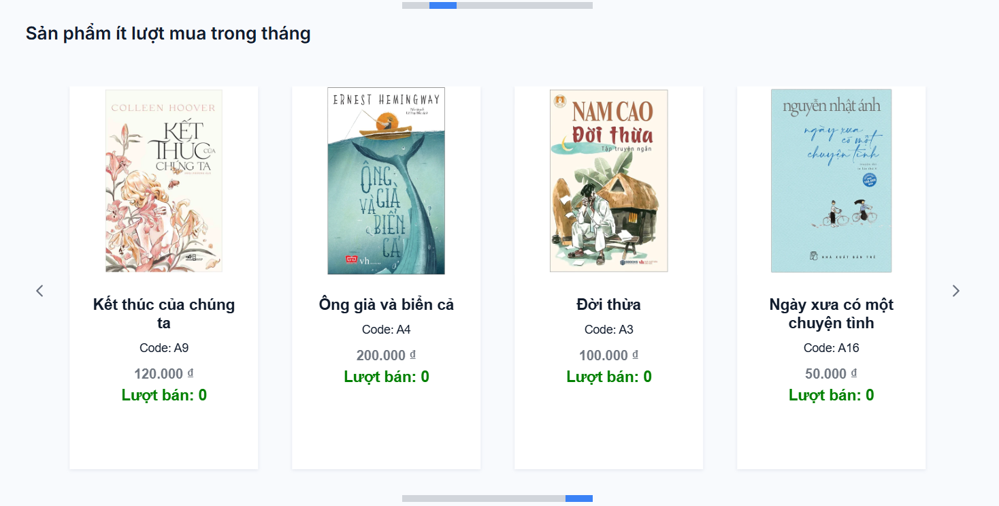 Sản phẩm ít lượt mua trong tháng
COLLEEN HOOVER
KẾT
THÚC CỦA
CHÚNG TA
ERNEST HEMINGWAY
ÔNG
GIÀ
VÀ
BIỂN
CẢ
vh
NAM CAO
Đời thừa
Tập truyện ngắn
nguyễn nhật ánh
ngày xưa
có một
chuyện tình
NHÀ XUẤT BẢN TRẺ
Kết thúc của chúng
ta
Code: A9
120.000 ₫
Lượt bán: 0
Ông già và biển cả
Code: A4
200.000 ₫
Lượt bán: 0
Đời thừa
Code: A3
100.000 ₫
Lượt bán: 0
Ngày xưa có một
chuyện tình
Code: A16
50.000 ₫
Lượt bán: 0